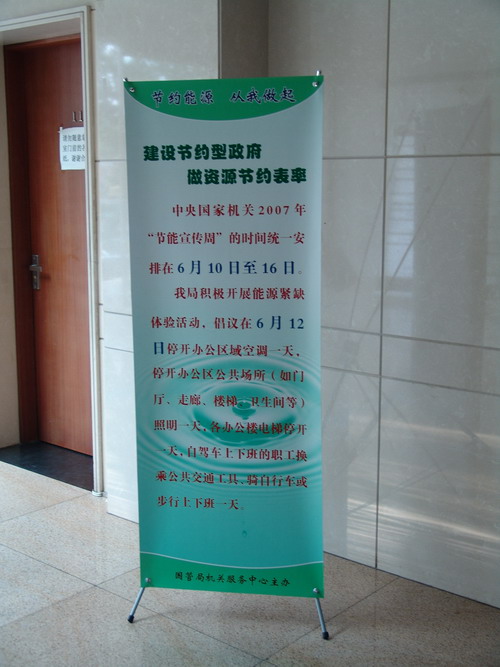 节约能源 从我做起
建设节约型政府
做资源节约表率
中央国家机关2007年
“节能宣传周”的时间统一安
排在6月10日至16日。
我局积极开展能源紧缺
体验活动,倡议在6月12
日停开办公区域空调一天,
停开办公区公共场所(如门
厅、走廊、楼梯、卫生间等)
照明一天,各办公楼电梯停开
一天,自驾车上下班的职工换
乘公共交通工具、骑自行车或
步行上下班一天。
国管局机关服务中心主办
11